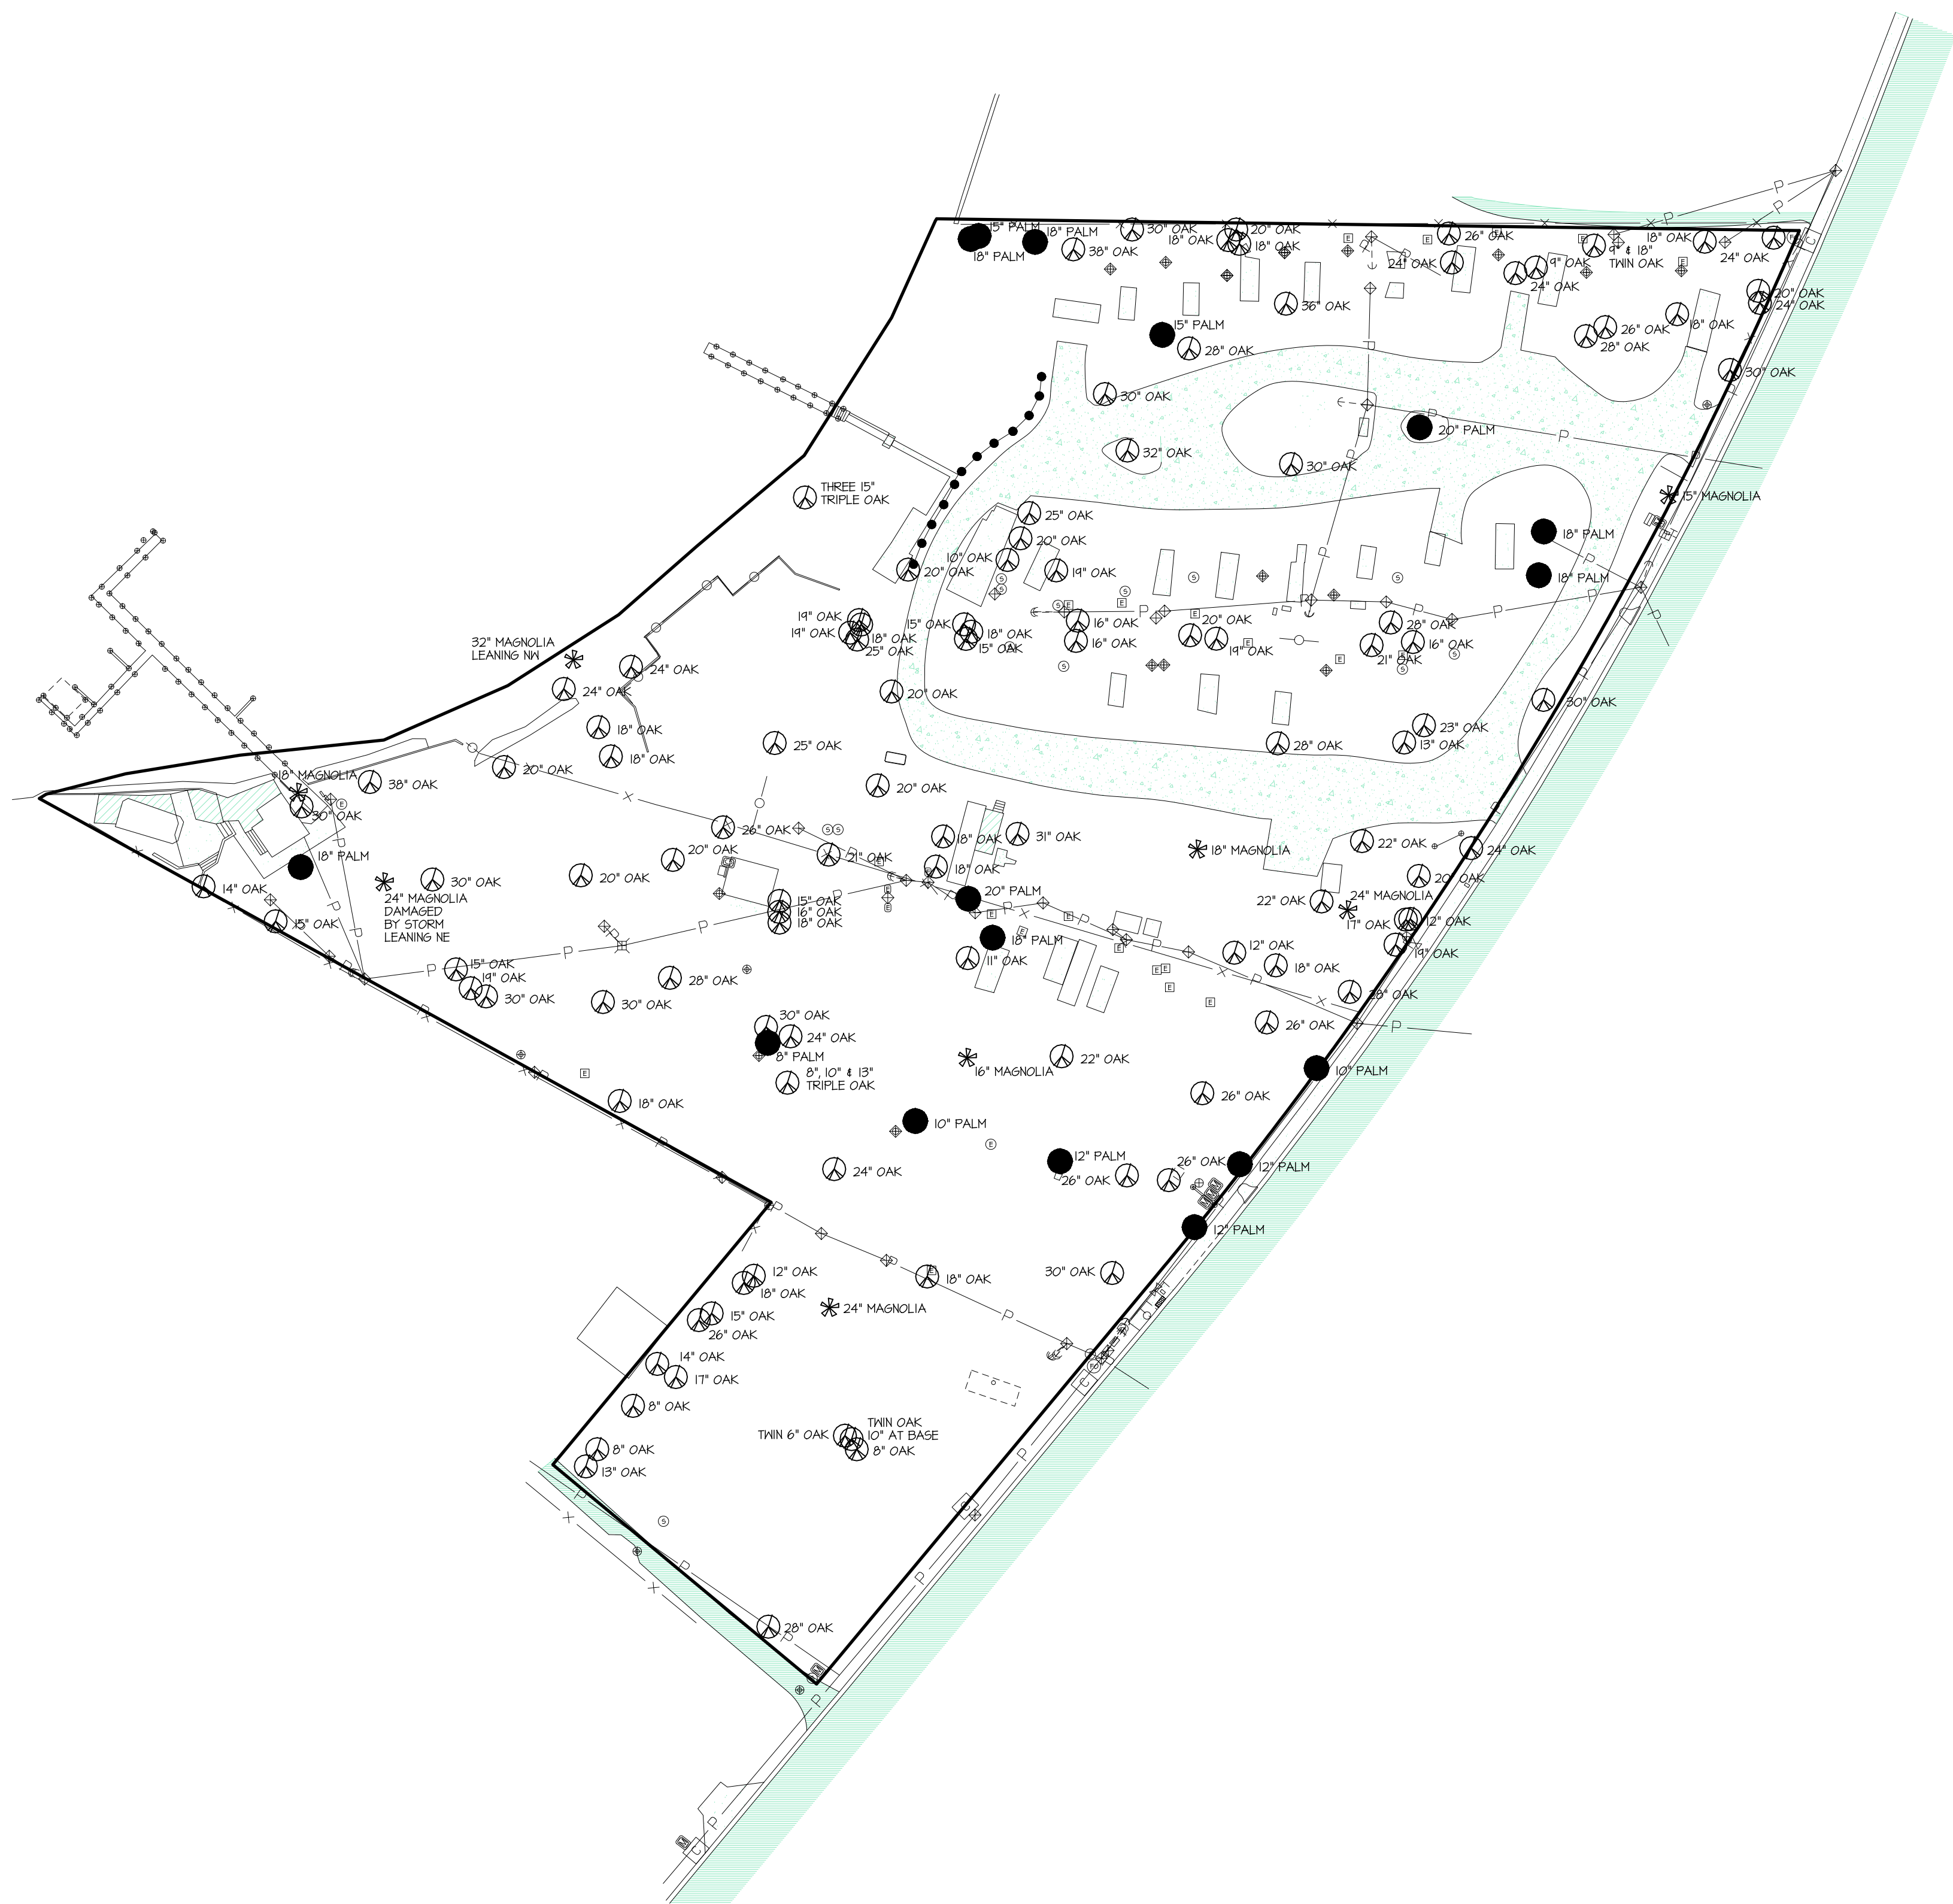 15" PALM
18" PALM
18" PALM
38" OAK
30" OAK
18" OAK
20" OAK
18" OAK
26" OAK
24" OAK
9" OAK
24" OAK
9" & 18"
TWIN OAK
18" OAK
24" OAK
36" OAK
20" OAK
24" OAK
18" OAK
26" OAK
28" OAK
15" PALM
28" OAK
30" OAK
30" OAK
20" PALM
32" OAK
30" OAK
THREE 15"
TRIPLE OAK
15" MAGNOLIA
25" OAK
20" OAK
18" PALM
10" OAK
20" OAK
19" OAK
18" PALM
19" OAK
19" OAK
18" OAK
25" OAK
15" OAK
18" OAK
15" OAK
16" OAK
16" OAK
20" OAK
19" OAK
28" OAK
16" OAK
21" OAK
32" MAGNOLIA
LEANING NW
24" OAK
24" OAK
20" OAK
30" OAK
18" OAK
18" OAK
25" OAK
23" OAK
28" OAK
13" OAK
20" OAK
18" MAGNOLIA
38" OAK
30" OAK
20" OAK
26" OAK
18" OAK
31" OAK
22" OAK
24" OAK
18" MAGNOLIA
20" OAK
21" OAK
18" PALM
18" OAK
14" OAK
30" OAK
20" OAK
20" OAK
24" MAGNOLIA
DAMAGED
BY STORM
LEANING NE
15" OAK
15" OAK
16" OAK
18" OAK
20" PALM
22" OAK
24" MAGNOLIA
17" OAK
12" OAK
19" OAK
18" PALM
11" OAK
12" OAK
18" OAK
15" OAK
19" OAK
30" OAK
28" OAK
30" OAK
28" OAK
30" OAK
24" OAK
8" PALM
26" OAK
8", 10" & 13"
TRIPLE OAK
16" MAGNOLIA
22" OAK
10" PALM
18" OAK
26" OAK
10" PALM
24" OAK
12" PALM
26" OAK
26" OAK
12" PALM
12" PALM
12" OAK
18" OAK
18" OAK
30" OAK
15" OAK
26" OAK
24" MAGNOLIA
14" OAK
17" OAK
8" OAK
TWIN 6" OAK
TWIN OAK
10" AT BASE
8" OAK
8" OAK
13" OAK
28" OAK